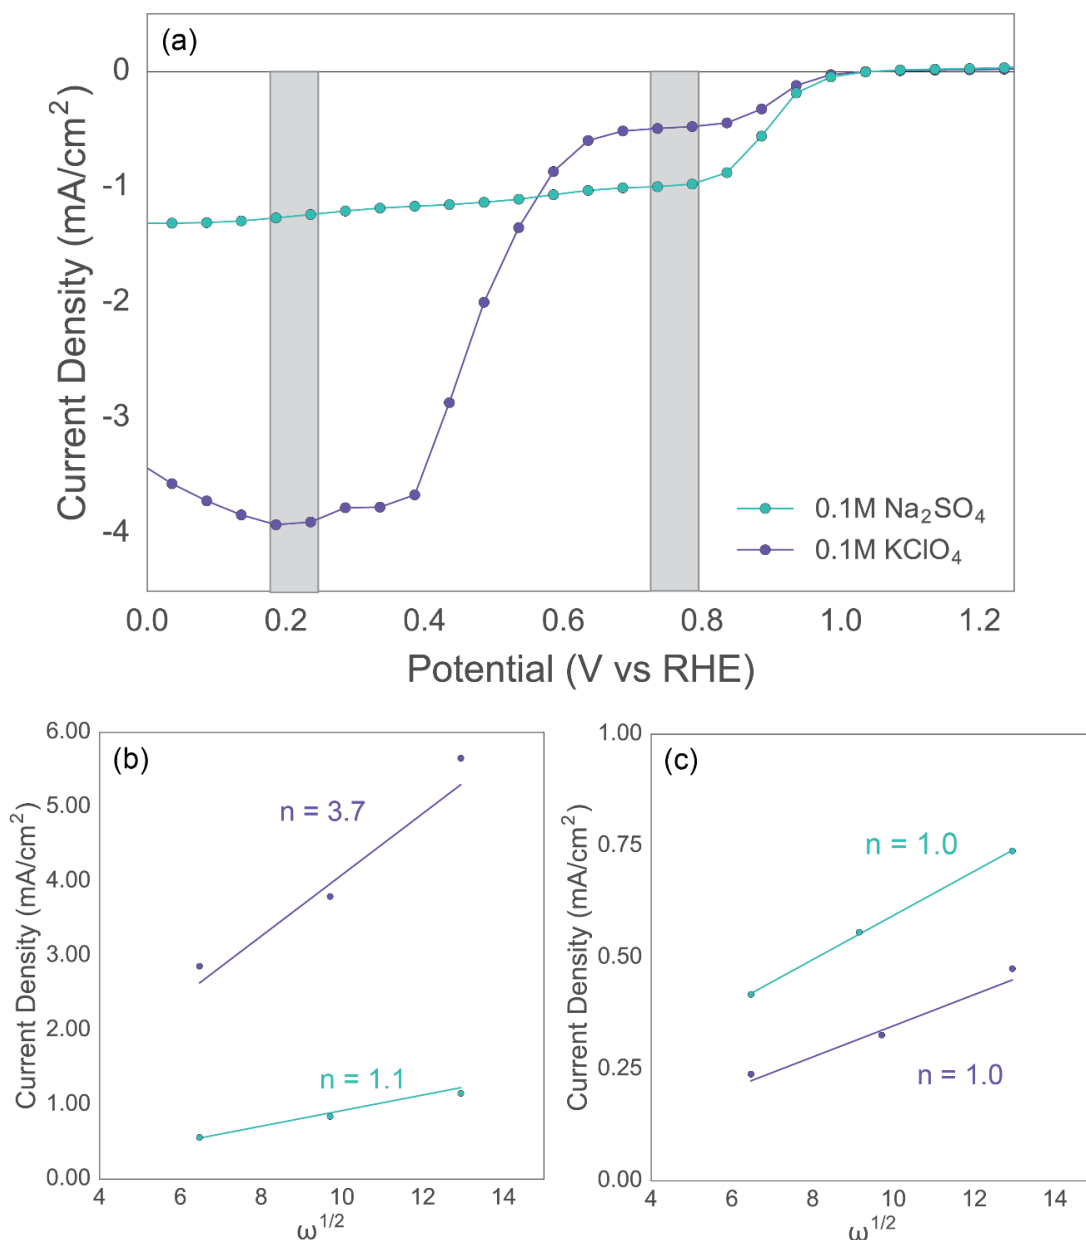 (a)
0
-1
-2
-3
-4
Current Density (mA/cm²)
0.1M Na₂SO₄
0.1M KClO₄
0.0 0.2 0.4 0.6 0.8 1.0 1.2
Potential (V vs RHE)
(b)
6.00
5.00
4.00
3.00
2.00
1.00
0.00
Current Density (mA/cm²)
n = 3.7
n = 1.1
4 6 8 10 12 14
ω^1/2
(c)
1.00
0.75
0.50
0.25
0.00
Current Density (mA/cm²)
n = 1.0
n = 1.0
4 6 8 10 12 14
ω^1/2